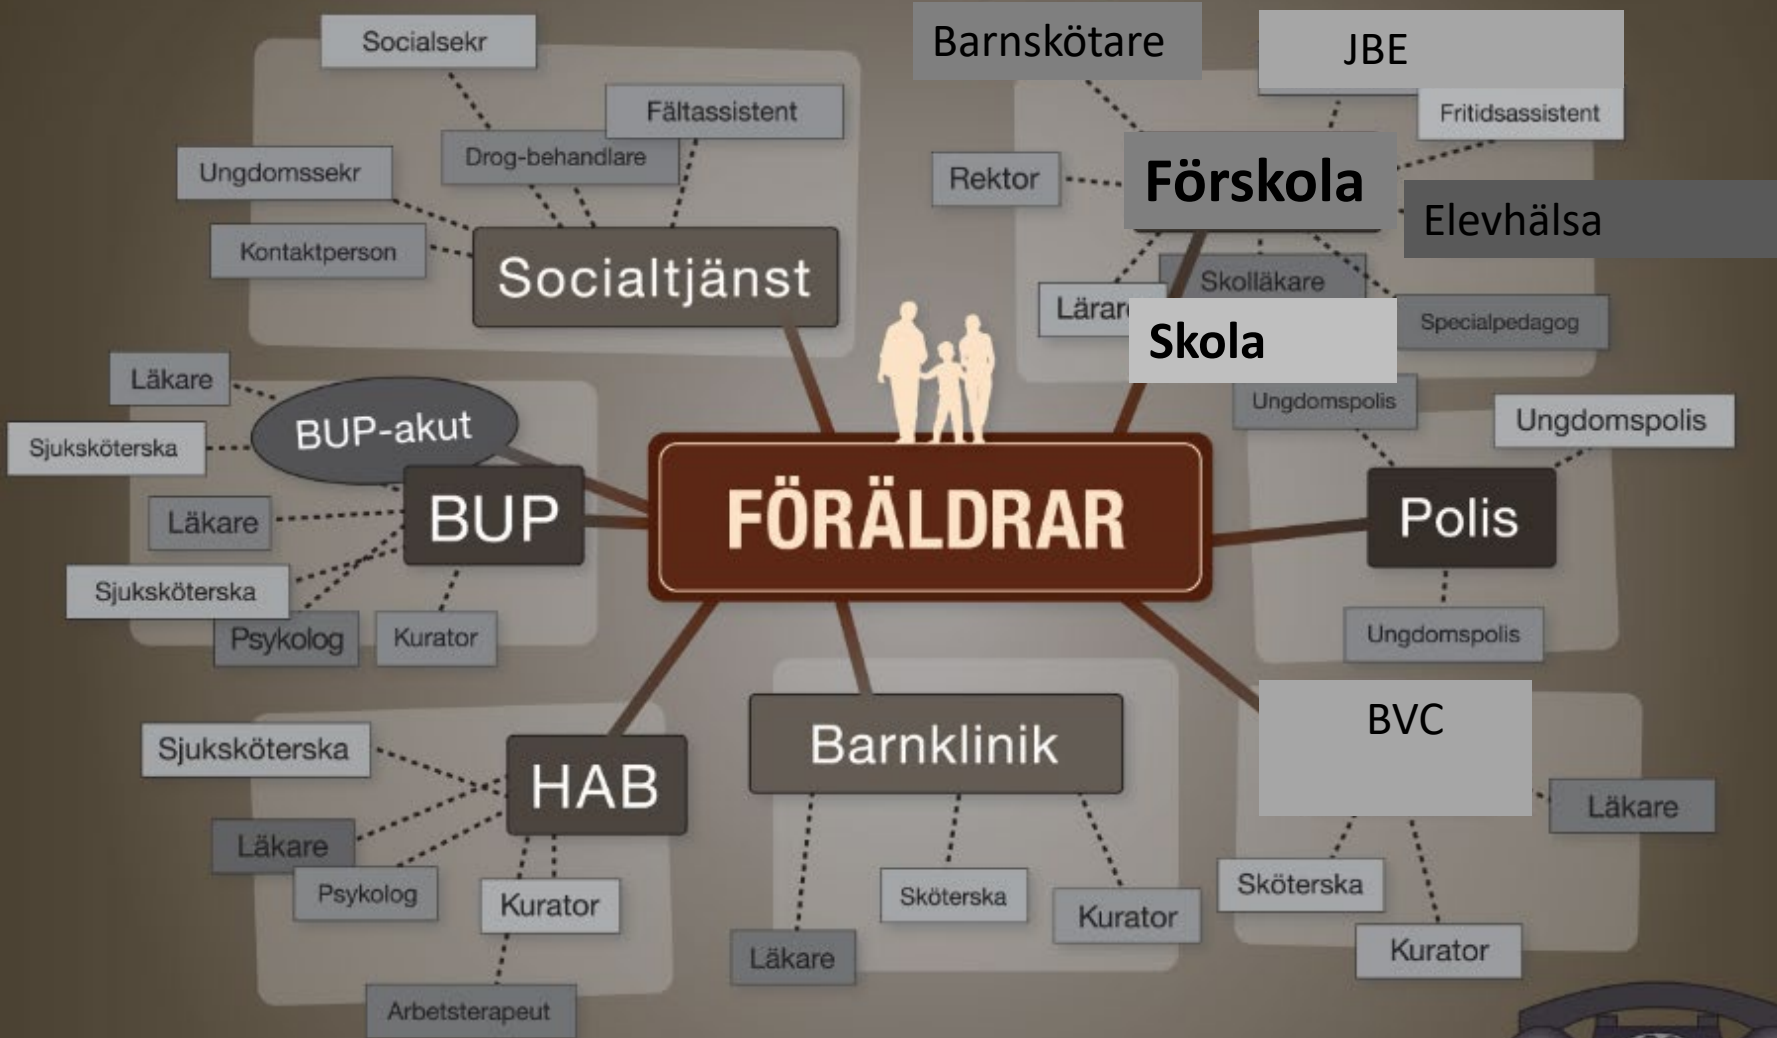 Socialsekr
Fältassistent
Drog-behandlare
Ungdomssekr
Kontaktperson
Socialtjänst
Barnskötare
JBE
Fritidsassistent
Rektor
Förskola
Elevhälsa
Skolläkare
Lärare
Skola
Specialpedagog
Läkare
BUP-akut
Sjuksköterska
Läkare
BUP
Sjuksköterska
Psykolog
Kurator
FÖRÄLDRAR
Ungdomspolis
Ungdomspolis
Polis
Ungdomspolis
Sjuksköterska
HAB
Läkare
Psykolog
Kurator
Arbetsterapeut
Barnklinik
Sköterska
Kurator
Läkare
BVC
Läkare
Sköterska
Kurator